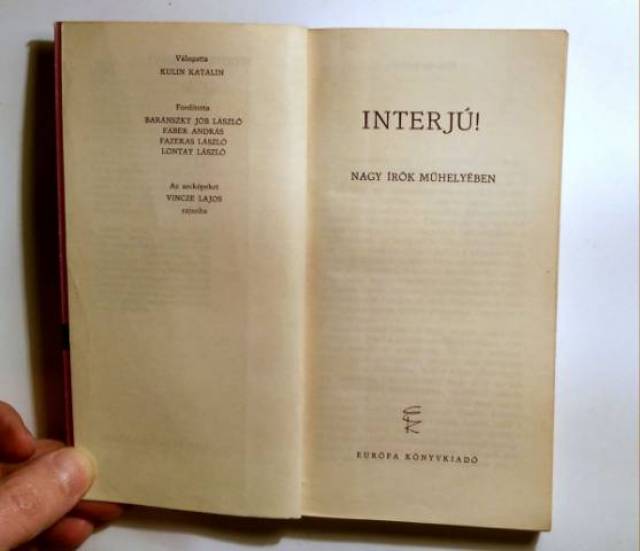 Válogatta
KULIN KATALIN
Fordította
BARÁNSZKY JÓB LÁSZLÓ
FÁBER ANDRÁS
FAZEKAS LÁSZLÓ
LONTAY LÁSZLÓ
Az arcképeket
VINCZE LAJOS
rajzolta
INTERJÚ!
NAGY ÍRÓK MŰHELYÉBEN
EURÓPA KÖNYVKIADÓ